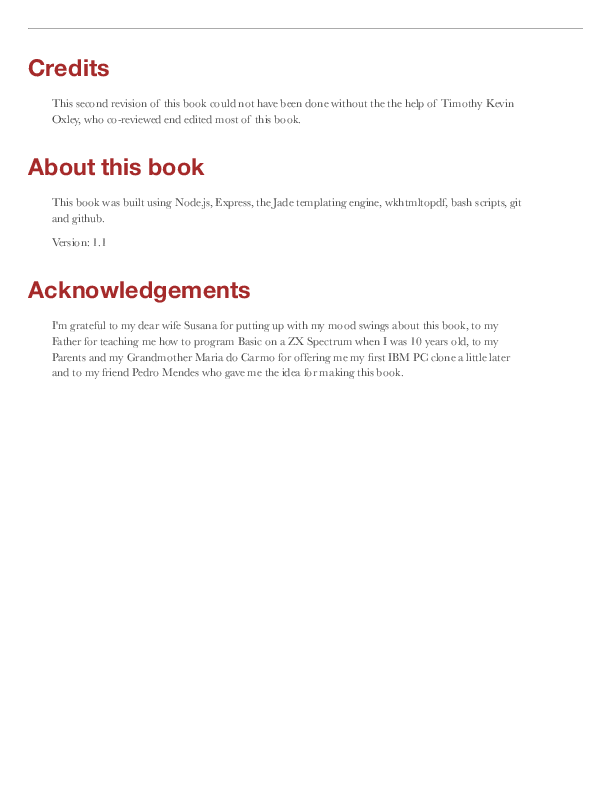 Credits
This second revision of this book could not have been done without the the help of Timothy Kevin
Oxley, who co-reviewed end edited most of this book.
About this book
This book was built using Node.js, Express, the Jade templating engine, wkhtmltopdf, bash scripts, git
and github.
Version: 1.1
Acknowledgements
I'm grateful to my dear wife Susana for putting up with my mood swings about this book, to my
Father for teaching me how to program Basic on a ZX Spectrum when I was 10 years old, to my
Parents and my Grandmother Maria do Carmo for offering me my first IBM PC clone a little later
and to my friend Pedro Mendes who gave me the idea for making this book.